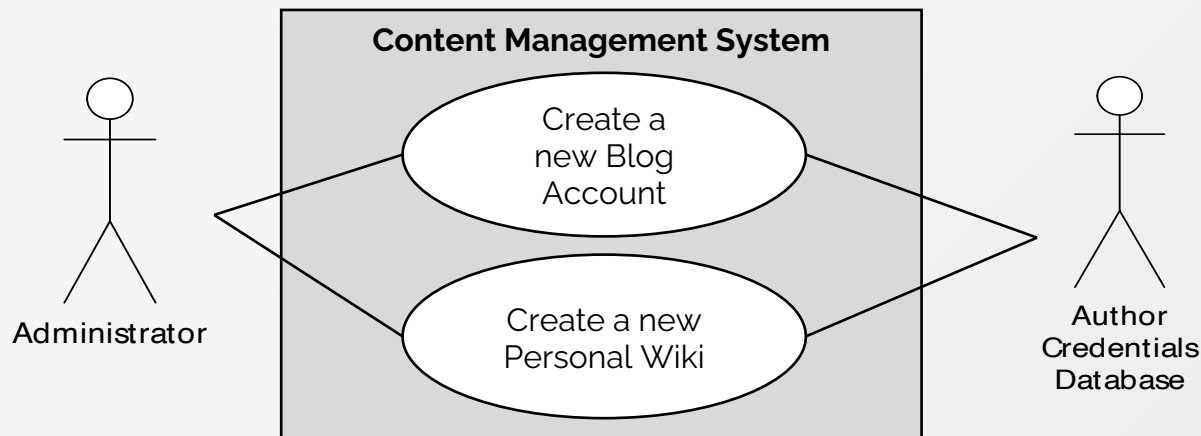 Content Management System
Create a
new Blog
Account
Create a new
Personal Wiki
Administrator
Author
Credentials
Database